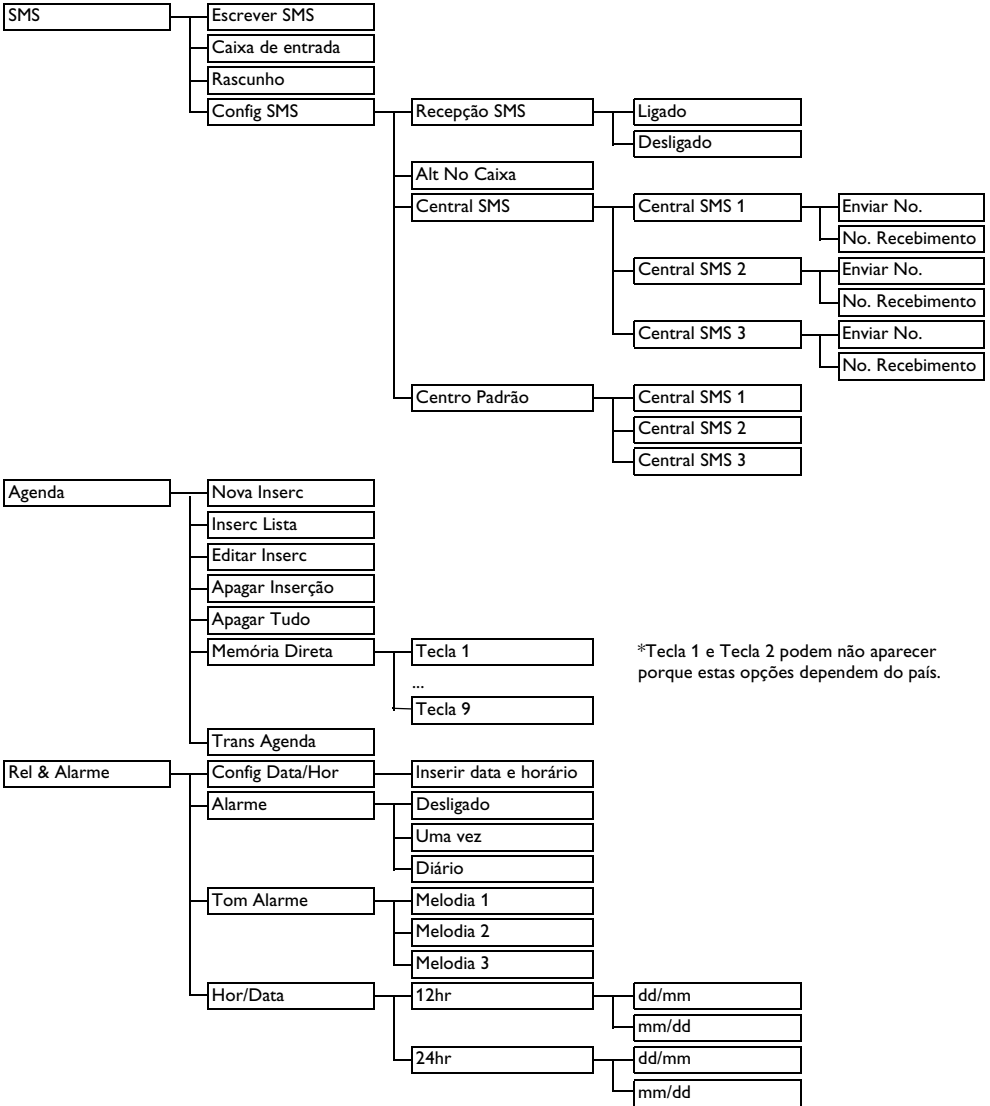 SMS
Escrever SMS
Caixa de entrada
Rascunho
Config SMS
Recepção SMS
Ligado
Desligado
Alt No Caixa
Central SMS
Central SMS 1
Enviar No.
No. Recebimento
Central SMS 2
Enviar No.
No. Recebimento
Central SMS 3
Enviar No.
No. Recebimento
Centro Padrão
Central SMS 1
Central SMS 2
Central SMS 3
Agenda
Nova Inserc
Inserc Lista
Editar Inserc
Apagar Inserção
Apagar Tudo
Memória Direta
Tecla 1
...
Tecla 9
*Tecla 1 e Tecla 2 podem não aparecer
porque estas opções dependem do país.
Trans Agenda
Rel & Alarme
Config Data/Hor
Inserir data e horário
Alarme
Desligado
Uma vez
Diário
Tom Alarme
Melodia 1
Melodia 2
Melodia 3
Hor/Data
12hr
dd/mm
mm/dd
24hr
dd/mm
mm/dd